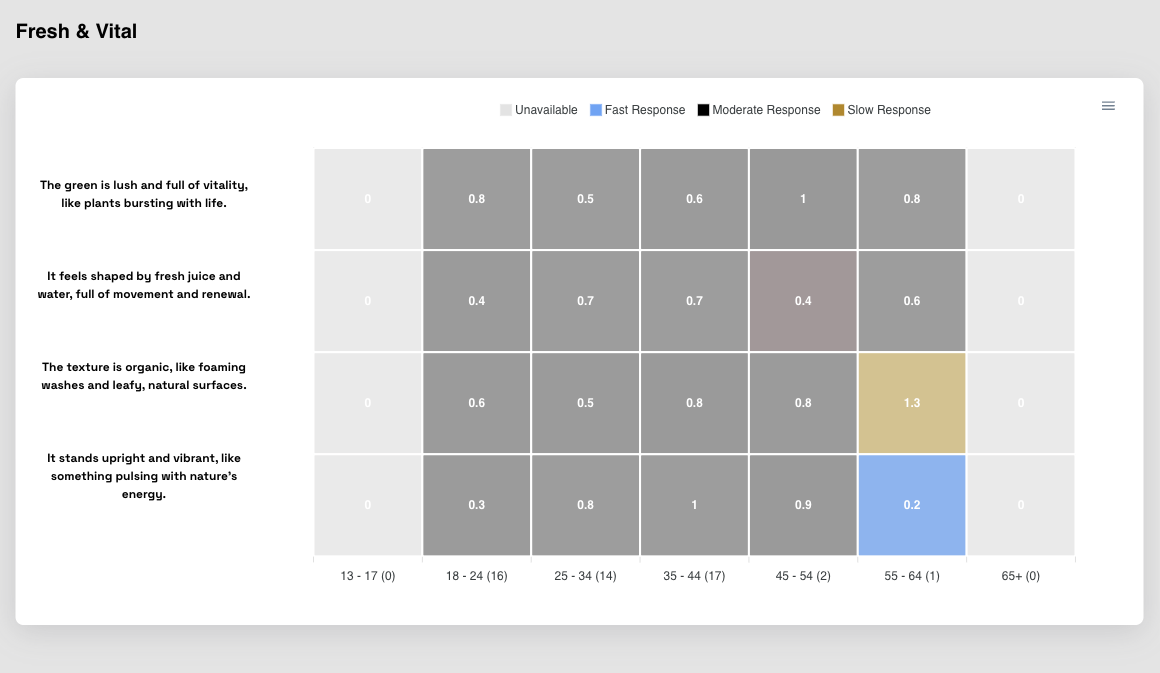 Fresh & Vital
Unavailable Fast Response Moderate Response Slow Response
The green is lush and full of vitality,
like plants bursting with life.
0 0.8 0.5 0.6 1 0.8 0
It feels shaped by fresh juice and
water, full of movement and renewal.
0 0.4 0.7 0.7 0.4 0.6 0
The texture is organic, like foaming
washes and leafy, natural surfaces.
0 0.6 0.5 0.8 0.8 1.3 0
It stands upright and vibrant, like
something pulsing with nature's
energy.
0 0.3 0.8 1 0.9 0.2 0
13 - 17 (0) 18 - 24 (16) 25 - 34 (14) 35 - 44 (17) 45 - 54 (2) 55 - 64 (1) 65+ (0)